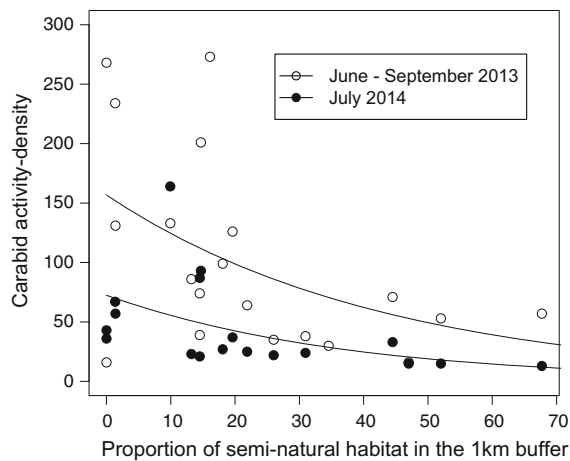 300
250
200
150
100
50
0
Carabid activity-density
June - September 2013
July 2014
0 10 20 30 40 50 60 70
Proportion of semi-natural habitat in the 1km buffer